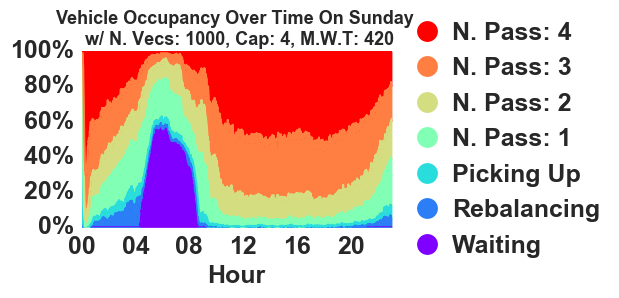 Vehicle Occupancy Over Time On Sunday
w/ N. Vecs: 1000, Cap: 4, M.W.T: 420
100%
80%
60%
40%
20%
0%
00 04 08 12 16 20
Hour
N. Pass: 4
N. Pass: 3
N. Pass: 2
N. Pass: 1
Picking Up
Rebalancing
Waiting